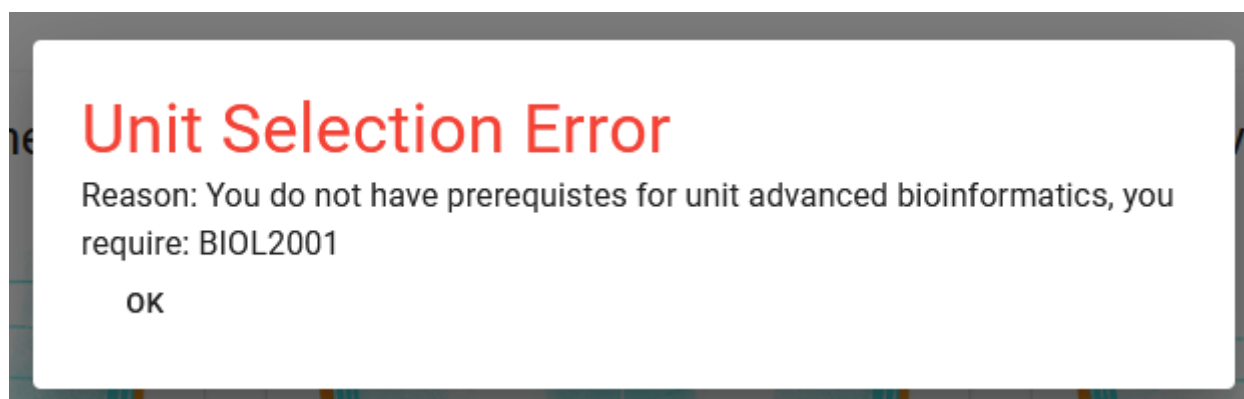 Unit Selection Error
Reason: You do not have prerequistes for unit advanced bioinformatics, you
require: BIOL2001
OK